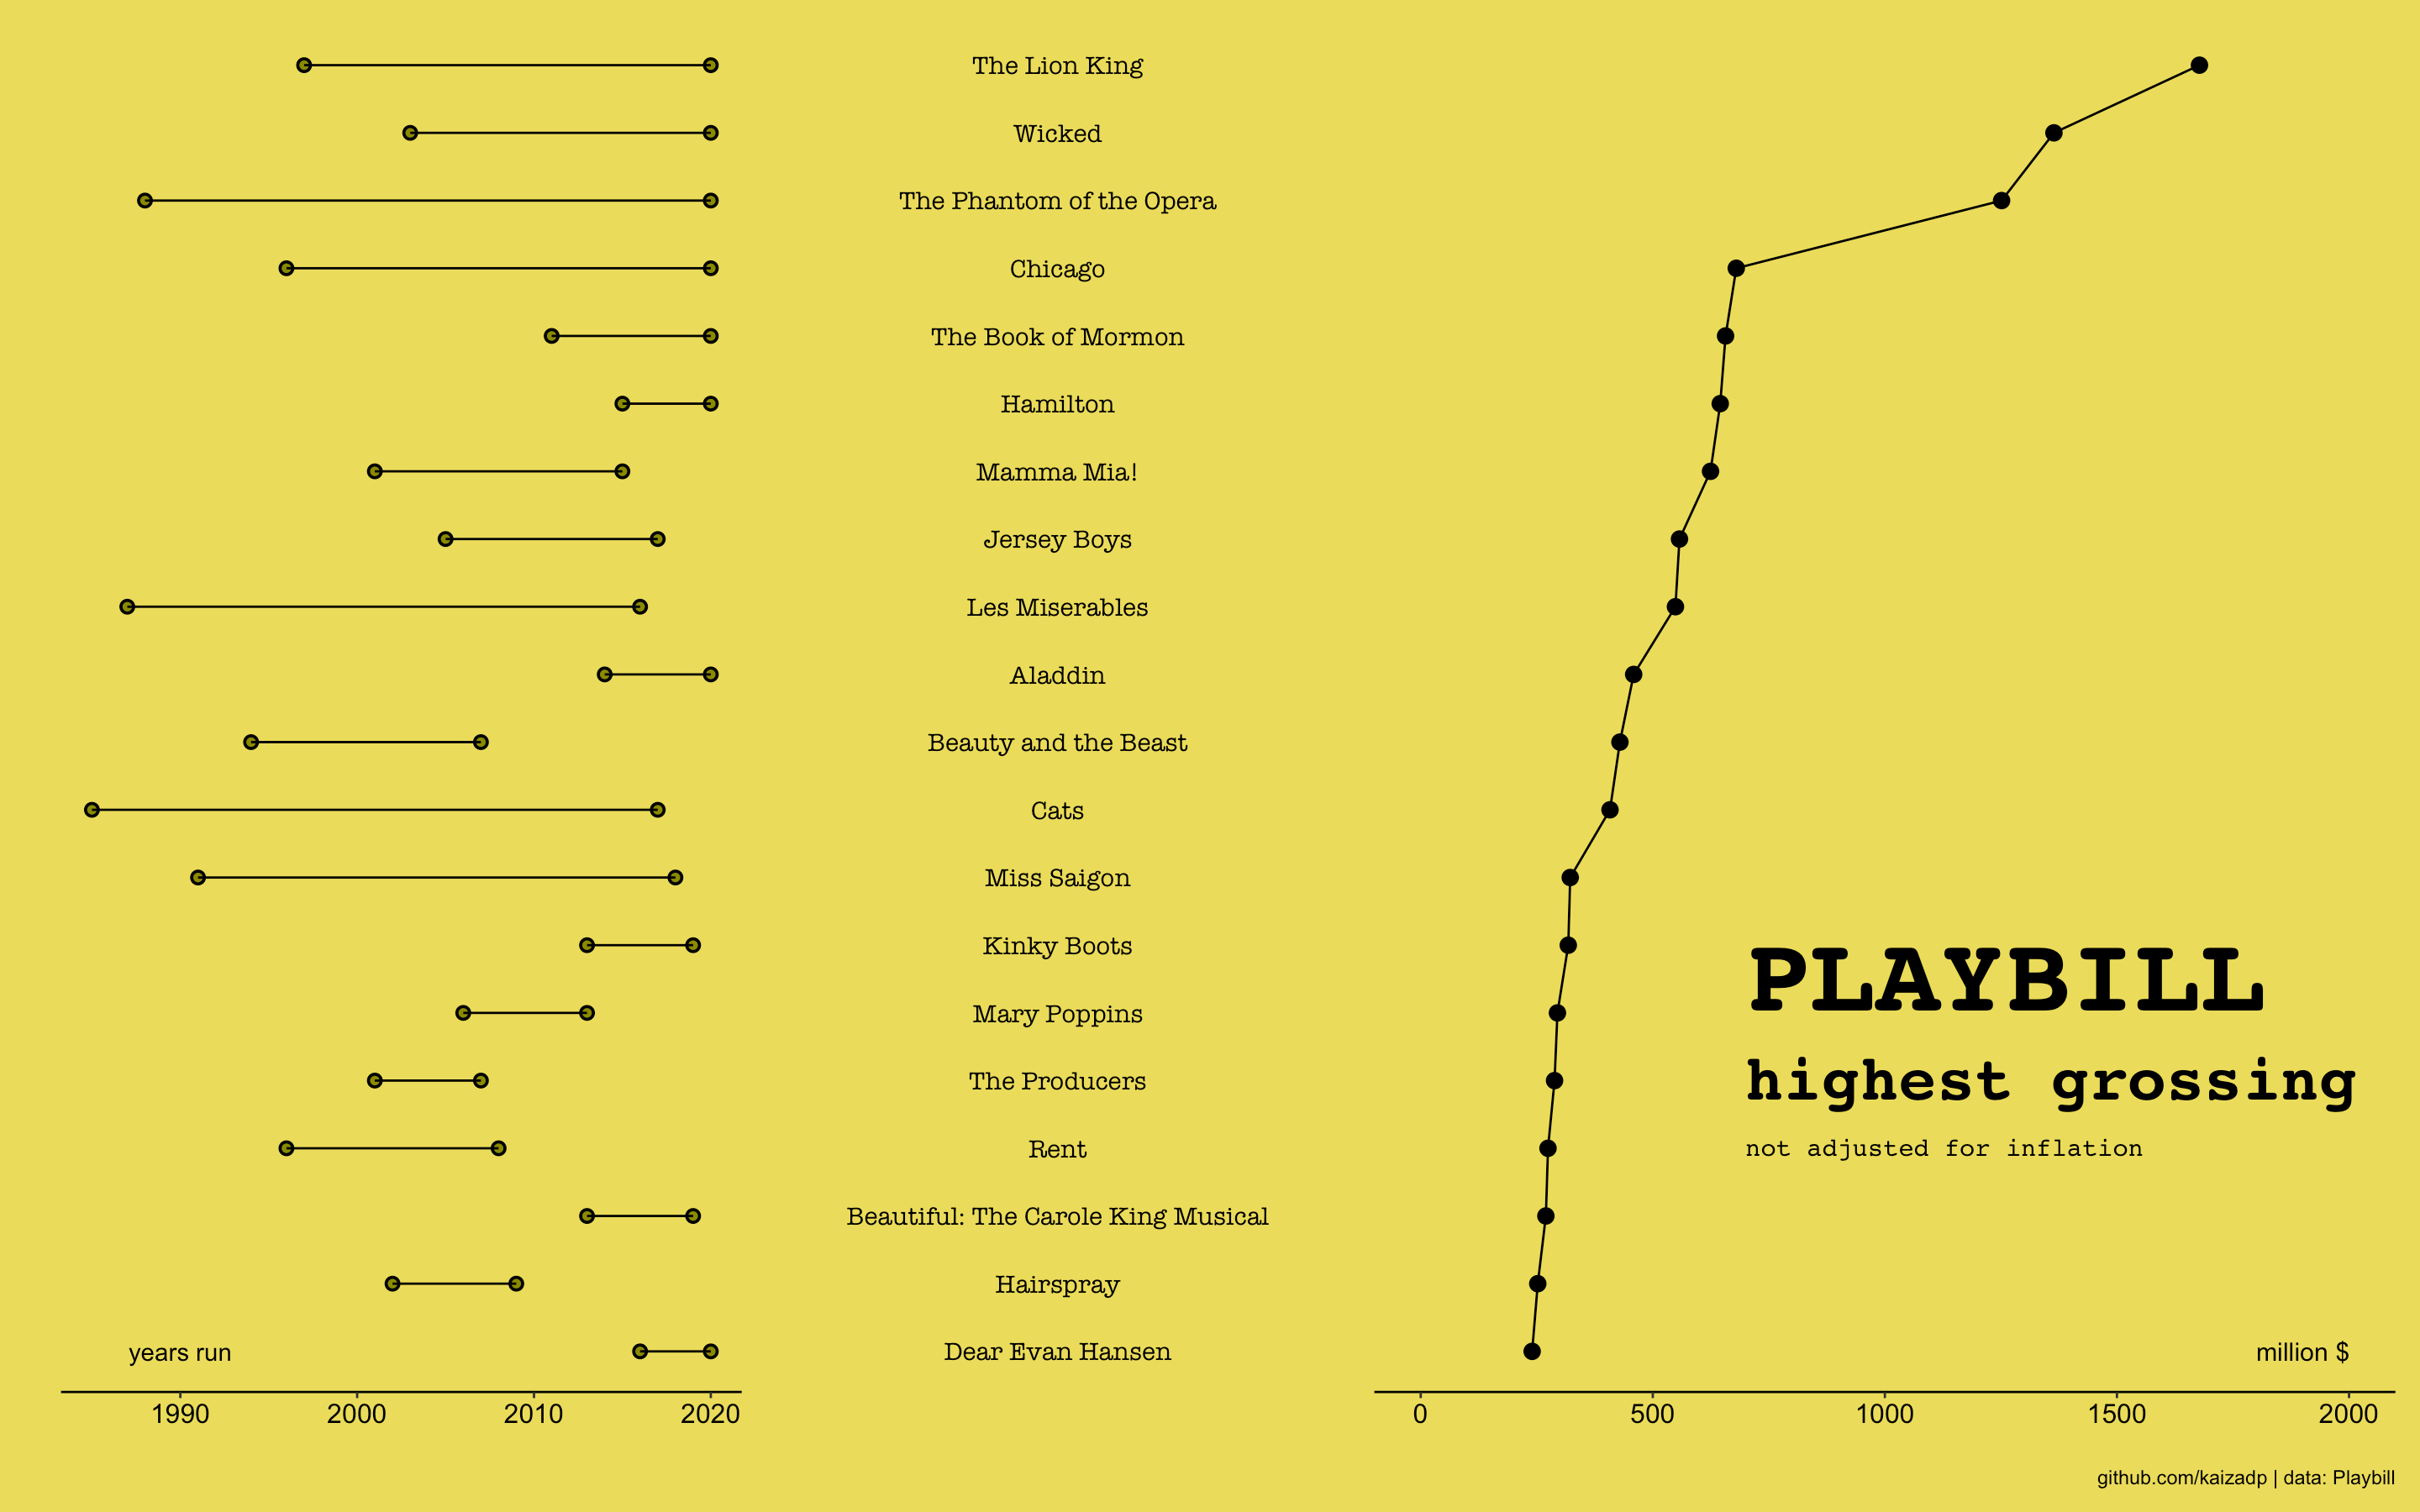 The Lion King
Wicked
The Phantom of the Opera
Chicago
The Book of Mormon
Hamilton
Mamma Mia!
Jersey Boys
Les Miserables
Aladdin
Beauty and the Beast
Cats
Miss Saigon
Kinky Boots
Mary Poppins
The Producers
Rent
Beautiful: The Carole King Musical
Hairspray
Dear Evan Hansen
years run
1990 2000 2010 2020
PLAYBILL
highest grossing
not adjusted for inflation
million $
0 500 1000 1500 2000
github.com/kaizadp | data: Playbill